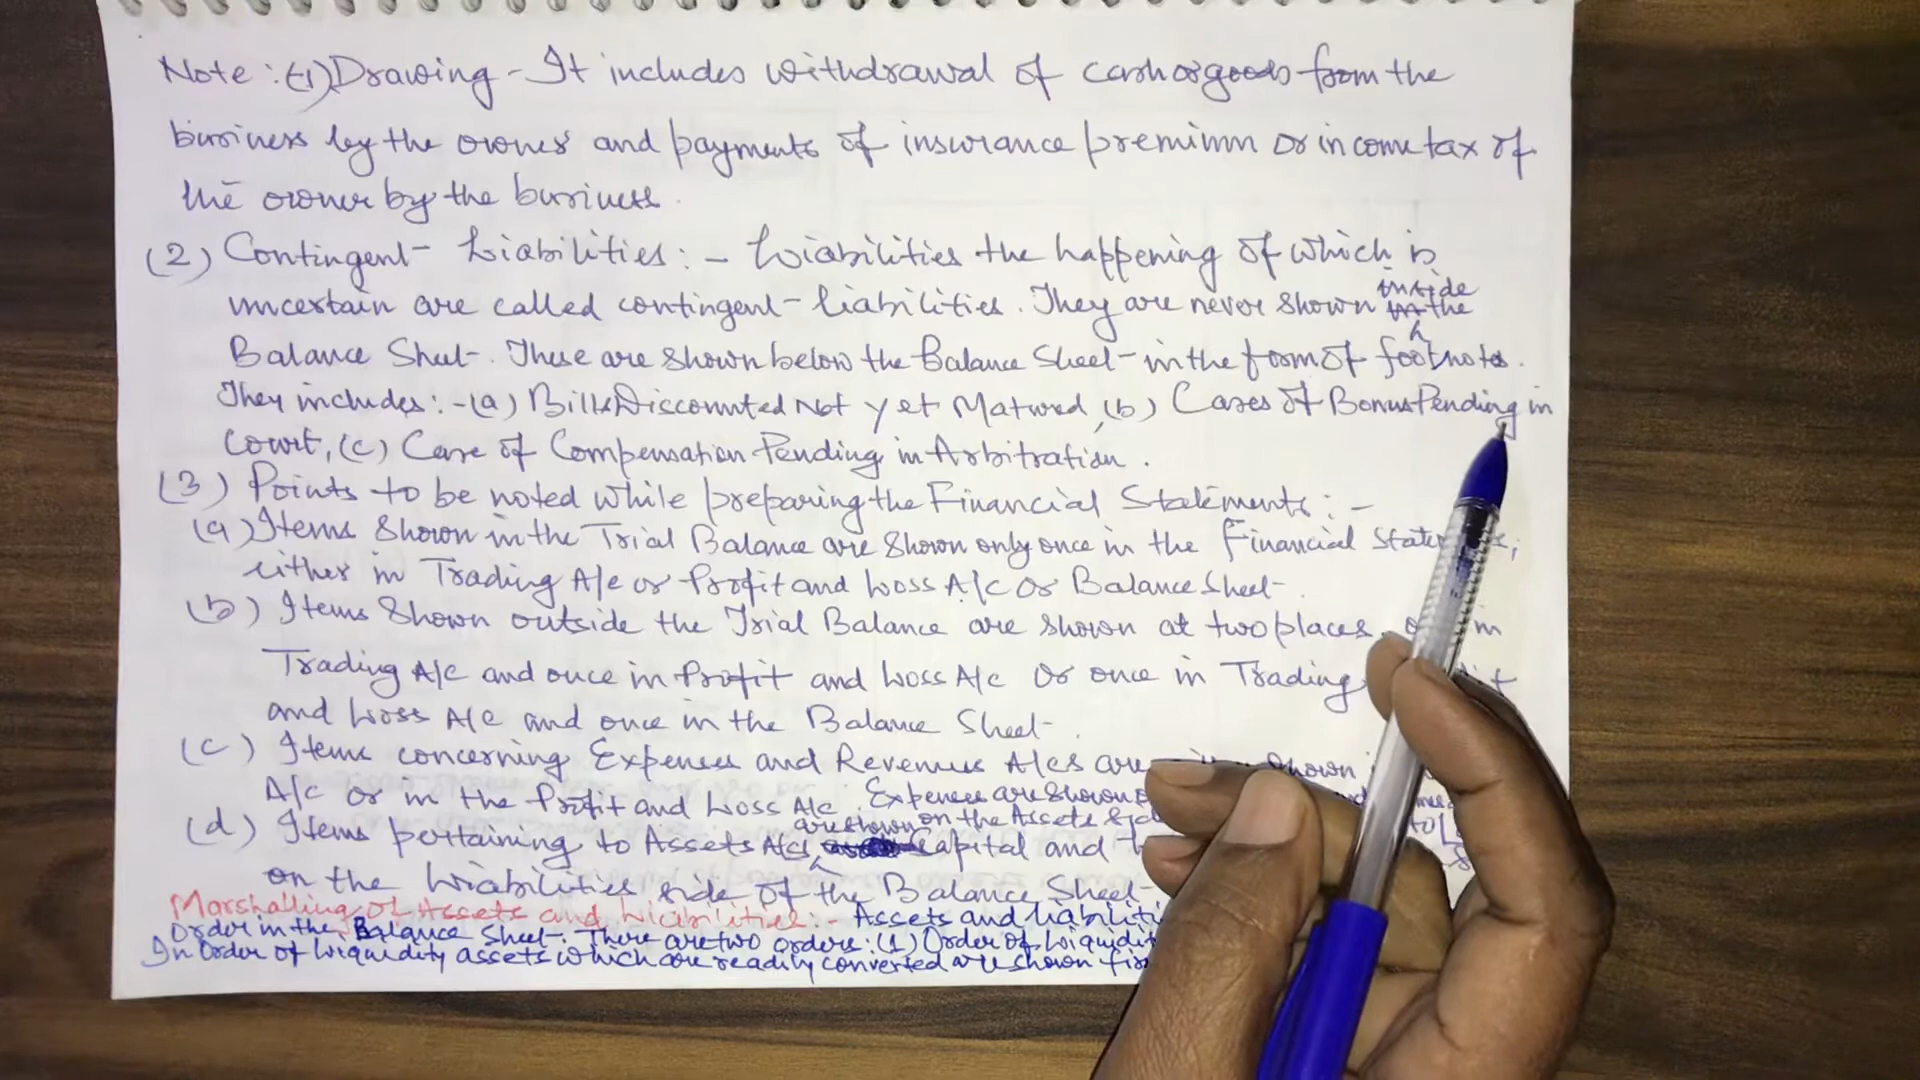 Note :- (1) Drawing - It includes withdrawal of cash or goods from the
business by the owner and payments of insurance premium or income tax of
the owner by the business.
(2) Contingent Liabilities : - Liabilities the happening of which is
uncertain are called contingent liabilities. They are never shown inside the
Balance Sheet. These are shown below the Balance Sheet in the form of footnotes.
They includes : - (a) Bills Discounted Not yet Matured, (b) Cases of Bonus Pending in
Court, (c) Case of Compensation Pending in Arbitration.
(3) Points to be noted while preparing the Financial Statements : -
(a) Items shown in the Trial Balance are shown only once in the Financial
either in Trading A/c or Profit and Loss A/c or Balance Sheet.
(b) Items shown outside the Trial Balance are shown at two places, in
Trading A/c and once in Profit and Loss A/c or once in Trading
and Loss A/c and once in the Balance Sheet.
(c) Items concerning Expenses and Revenues A/cs are shown
A/c or in the Profit and Loss A/c. Expenses are shown
(d) Items pertaining to Assets A/cs are shown on the Assets Capital and
on the Liabilities side of the Balance Sheet.
Marshalling of Assets and Liabilities : - Assets and
order in the Balance Sheet. There are two orders : (1) Order of
In Order of Liquidity assets which are readily converted are shown